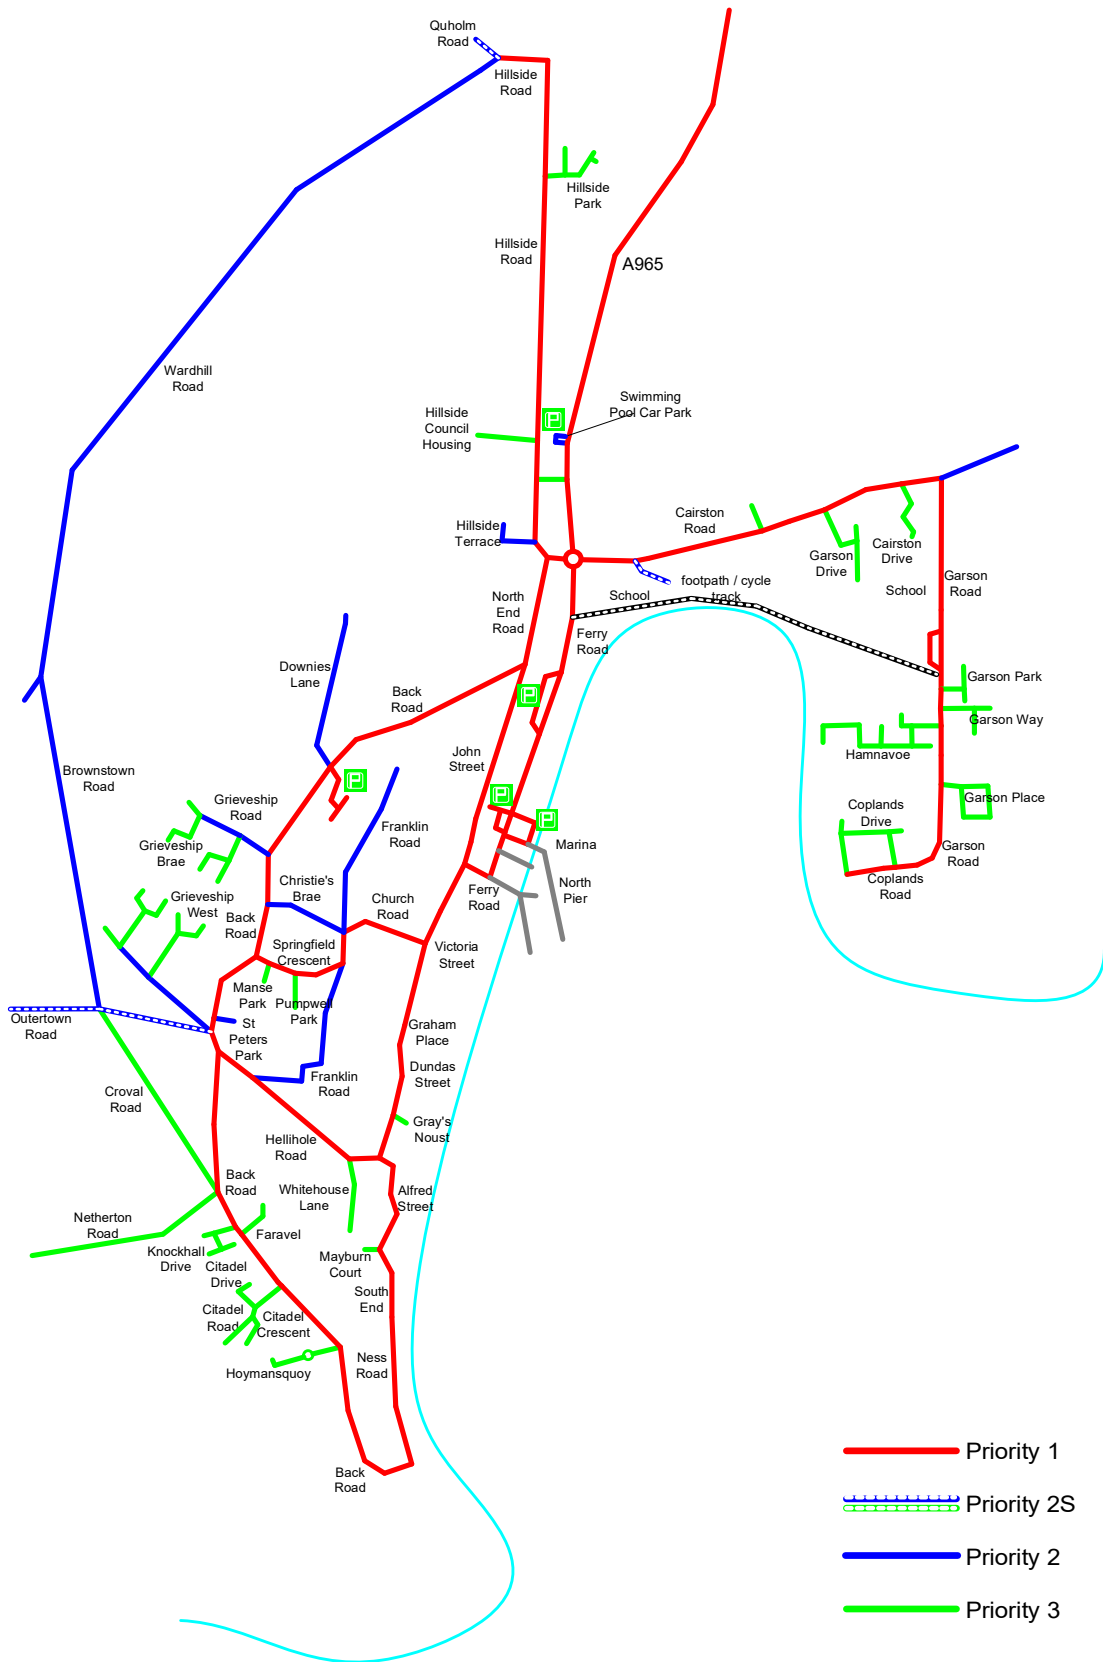 Quholm
Road
Hillside
Road
Hillside
Park
Hillside
Road
A965
Wardhill
Road
Swimming
Pool Car Park
Hillside
Council
Housing
P
Hillside
Terrace
Cairston
Road
Garson
Drive
Cairston
Drive
Garson
Road
School
footpath / cycle
track
School
North
End
Road
Ferry
Road
Downies
Lane
Back
Road
P
Garson Park
Garson Way
Hamnavoe
John
Street
Brownstown
Road
P
Grieveship
Road
Franklin
Road
P
P
Marina
Garson Place
Coplands
Drive
Garson
Road
Coplands
Road
Grieveship
Brae
Christie's
Brae
Church
Road
Ferry
Road
North
Pier
Grieveship
West
Back
Road
Springfield
Crescent
Victoria
Street
Manse
Park
Pumpwell
Park
Outertown
Road
St
Peters
Park
Graham
Place
Dundas
Street
Franklin
Road
Croval
Road
Gray's
Noust
Hellihole
Road
Back
Road
Whitehouse
Lane
Alfred
Street
Netherton
Road
Knockhall
Drive
Faravel
Citadel
Drive
Mayburn
Court
South
End
Citadel
Road
Citadel
Crescent
Hoymansquoy
Ness
Road
Back
Road
Priority 1
Priority 2S
Priority 2
Priority 3